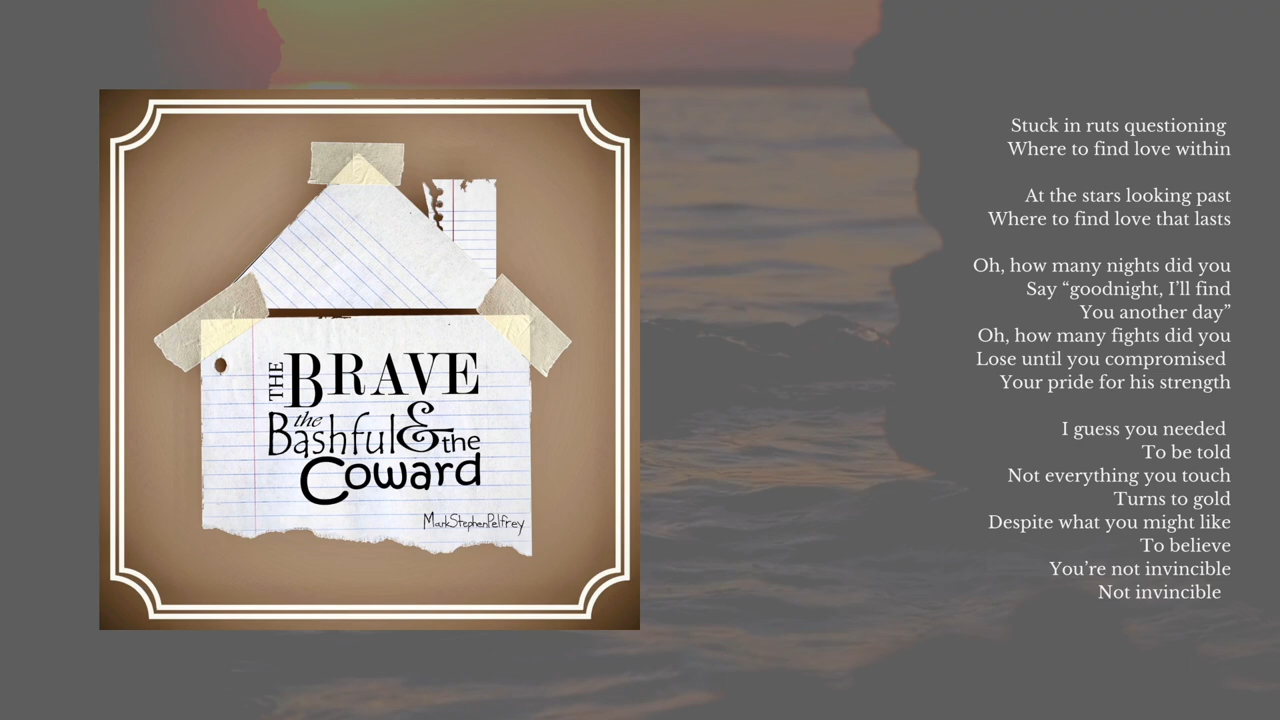 THE BRAVE
the
Bashful & the
Coward
MarkStephenPelfrey
Stuck in ruts questioning
Where to find love within
At the stars looking past
Where to find love that lasts
Oh, how many nights did you
Say “goodnight, I’ll find
You another day”
Oh, how many fights did you
Lose until you compromised
Your pride for his strength
I guess you needed
To be told
Not everything you touch
Turns to gold
Despite what you might like
To believe
You’re not invincible
Not invincible